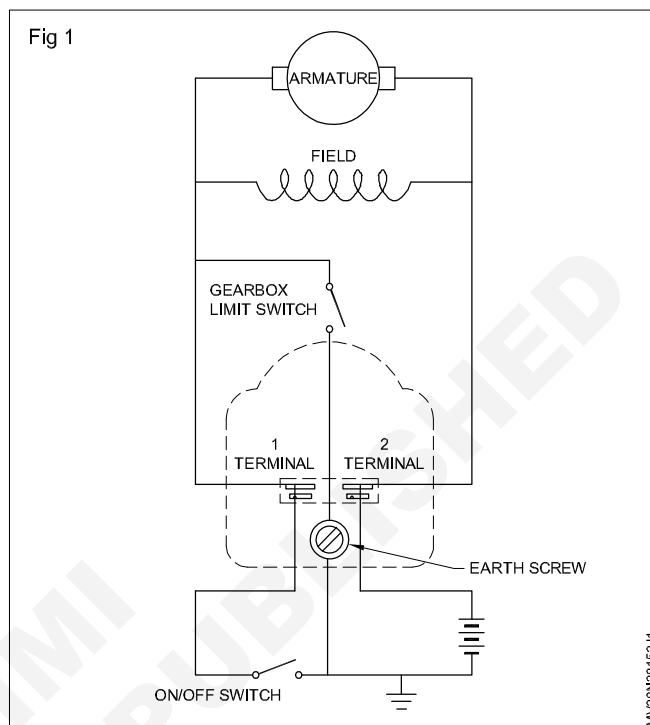 Fig 1
ARMATURE
FIELD
GEARBOX
LIMIT SWITCH
1
TERMINAL
2
TERMINAL
EARTH SCREW
ON/OFF SWITCH